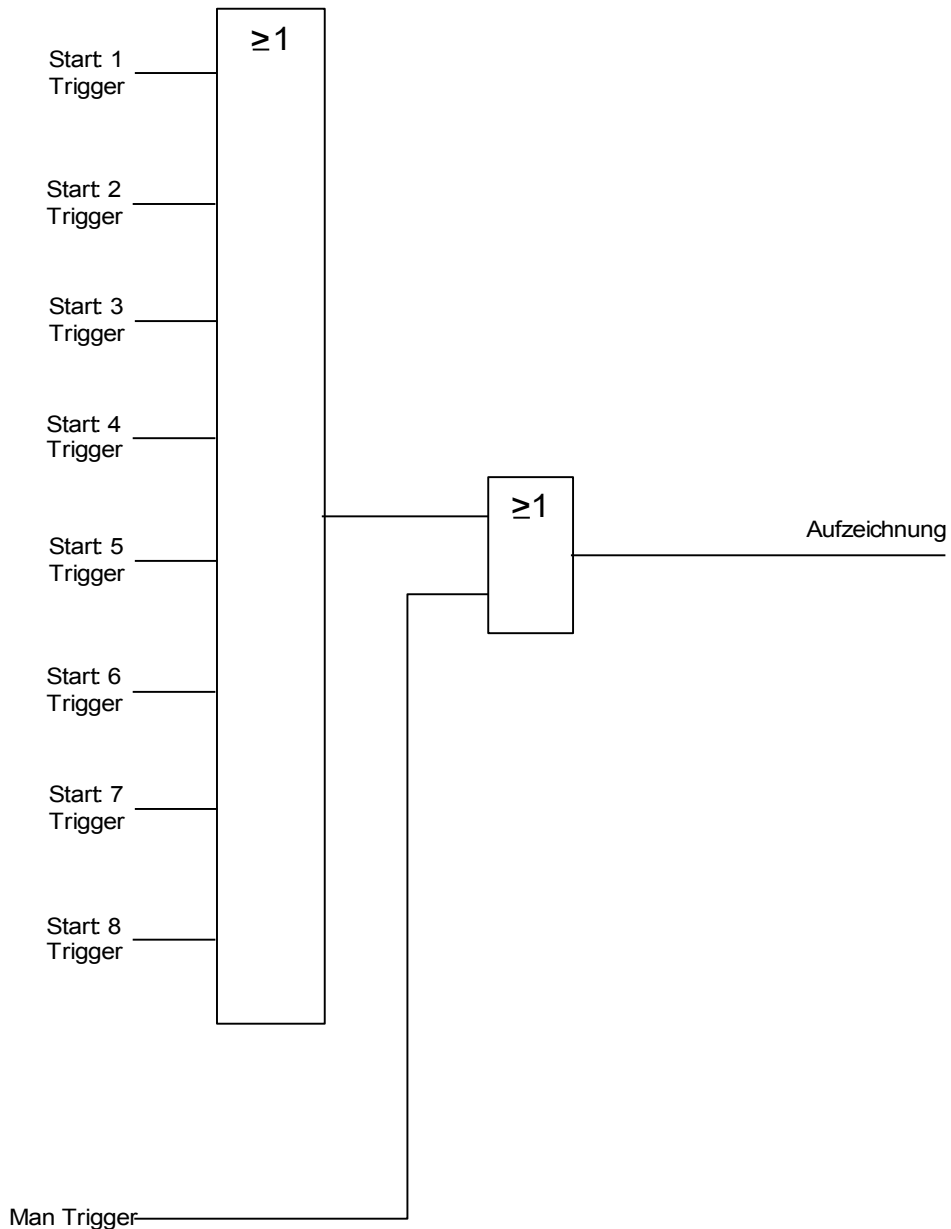 ≥1
Start 1
Trigger
Start 2
Trigger
Start 3
Trigger
Start 4
Trigger
≥1
Aufzeichnung
Start 5
Trigger
Start 6
Trigger
Start 7
Trigger
Start 8
Trigger
Man Trigger